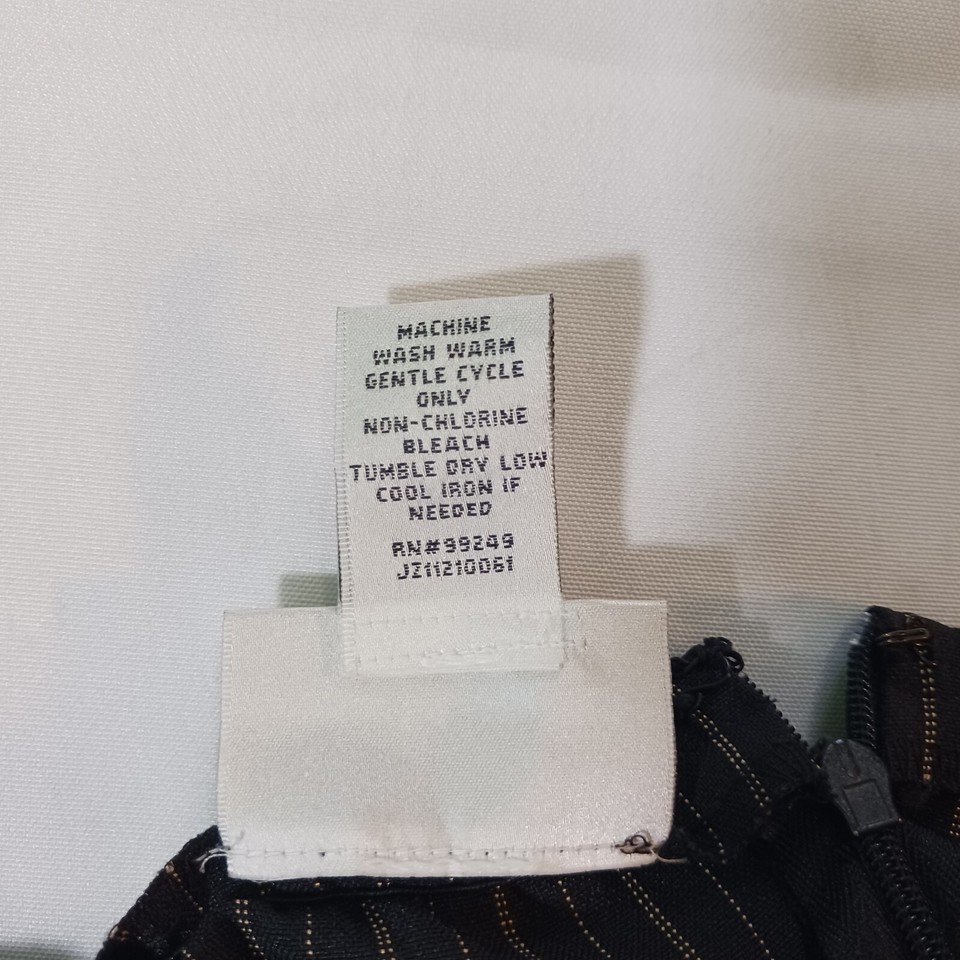 MACHINE
WASH WARM
GENTLE CYCLE
ONLY
NON-CHLORINE
BLEACH
TUMBLE DRY LOW
COOL IRON IF
NEEDED
RN#99249
JZ11210061